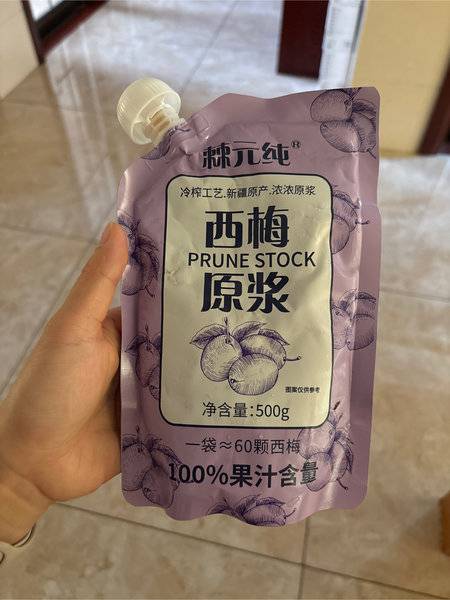 棘元纯®
冷榨工艺.新疆原产.浓浓原浆
西梅
PRUNE STOCK
原浆
图案仅供参考
净含量:500g
一袋≈60颗西梅
100%果汁含量